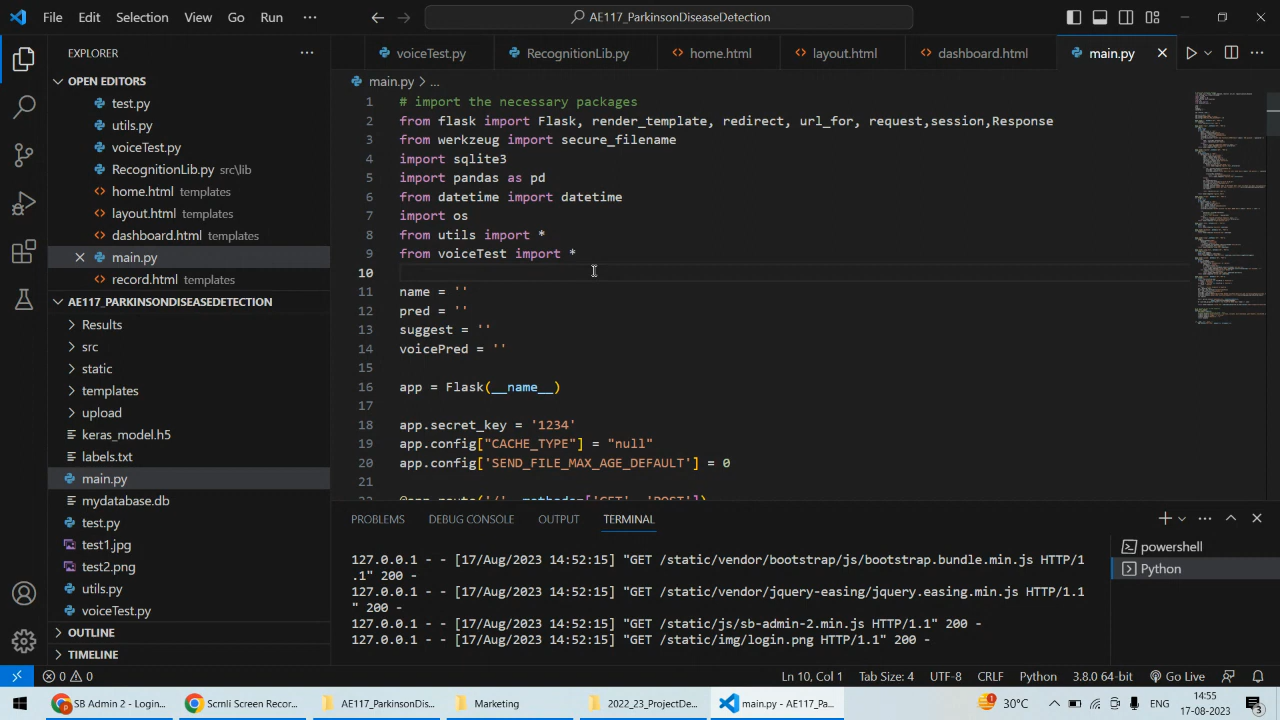 File Edit Selection View Go Run ··· AE117_ParkinsonDiseaseDetection
EXPLORER
OPEN EDITORS
test.py
utils.py
voiceTest.py
RecognitionLib.py src\lib
home.html templates
layout.html templates
dashboard.html templates
main.py
record.html templates
AE117_PARKINSONDISEASEDETECTION
Results
src
static
templates
upload
keras_model.h5
labels.txt
main.py
mydatabase.db
test.py
test1.jpg
test2.png
utils.py
voiceTest.py
OUTLINE
TIMELINE
voiceTest.py RecognitionLib.py home.html layout.html dashboard.html main.py
main.py > ...
1 # import the necessary packages
2 from flask import Flask, render_template, redirect, url_for, request,session,Response
3 from werkzeug import secure_filename
4 import sqlite3
5 import pandas as pd
6 from datetime import datetime
7 import os
8 from utils import *
9 from voiceTest import *
10
11 name = ''
12 pred = ''
13 suggest = ''
14 voicePred = ''
15
16 app = Flask(__name__)
17
18 app.secret_key = '1234'
19 app.config["CACHE_TYPE"] = "null"
20 app.config['SEND_FILE_MAX_AGE_DEFAULT'] = 0
21
22 @app.route('/', methods=['GET', 'POST'])
PROBLEMS DEBUG CONSOLE OUTPUT TERMINAL
127.0.0.1 - - [17/Aug/2023 14:52:15] "GET /static/vendor/bootstrap/js/bootstrap.bundle.min.js HTTP/1
.1" 200 -
127.0.0.1 - - [17/Aug/2023 14:52:15] "GET /static/vendor/jquery-easing/jquery.easing.min.js HTTP/1.1
" 200 -
127.0.0.1 - - [17/Aug/2023 14:52:15] "GET /static/js/sb-admin-2.min.js HTTP/1.1" 200 -
127.0.0.1 - - [17/Aug/2023 14:52:15] "GET /static/img/login.png HTTP/1.1" 200 -
powershell
Python
0 0 Ln 10, Col 1 Tab Size: 4 UTF-8 CRLF Python 3.8.0 64-bit Go Live
SB Admin 2 - Login... Scrnli Screen Recor... AE117_ParkinsonDis... Marketing 2022_23_ProjectDe... main.py - AE117_Pa... 1 30°C 14:55
17-08-2023 3